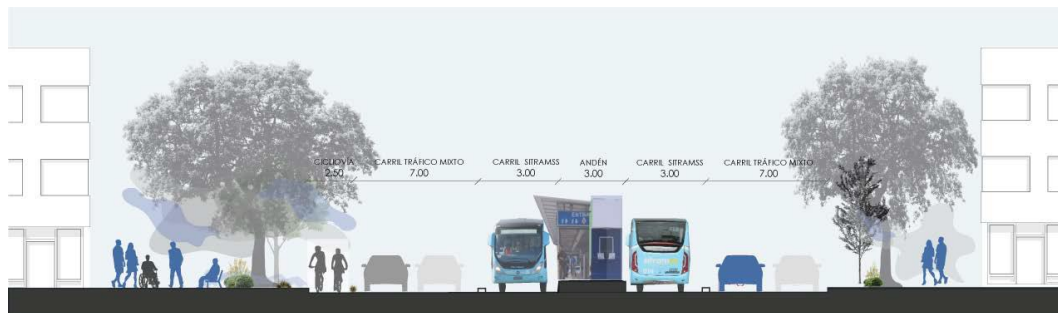 CICLOVÍA CARRIL TRÁFICO MIXTO CARRIL SITRAMSS ANDÉN CARRIL SITRAMSS CARRIL TRÁFICO MIXTO
2.50 7.00 3.00 3.00 3.00 7.00